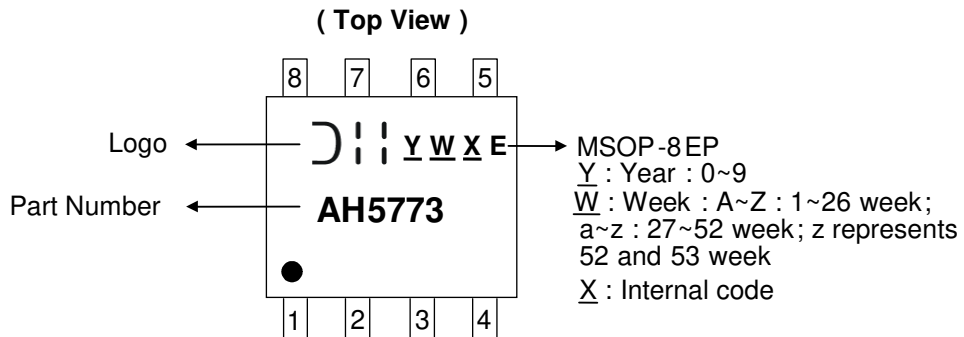 ( Top View )
8 7 6 5
Logo
Y W X E
MSOP-8EP
Y : Year : 0~9
Part Number
AH5773
W : Week : A~Z : 1~26 week;
a~z : 27~52 week; z represents
52 and 53 week
X : Internal code
1 2 3 4